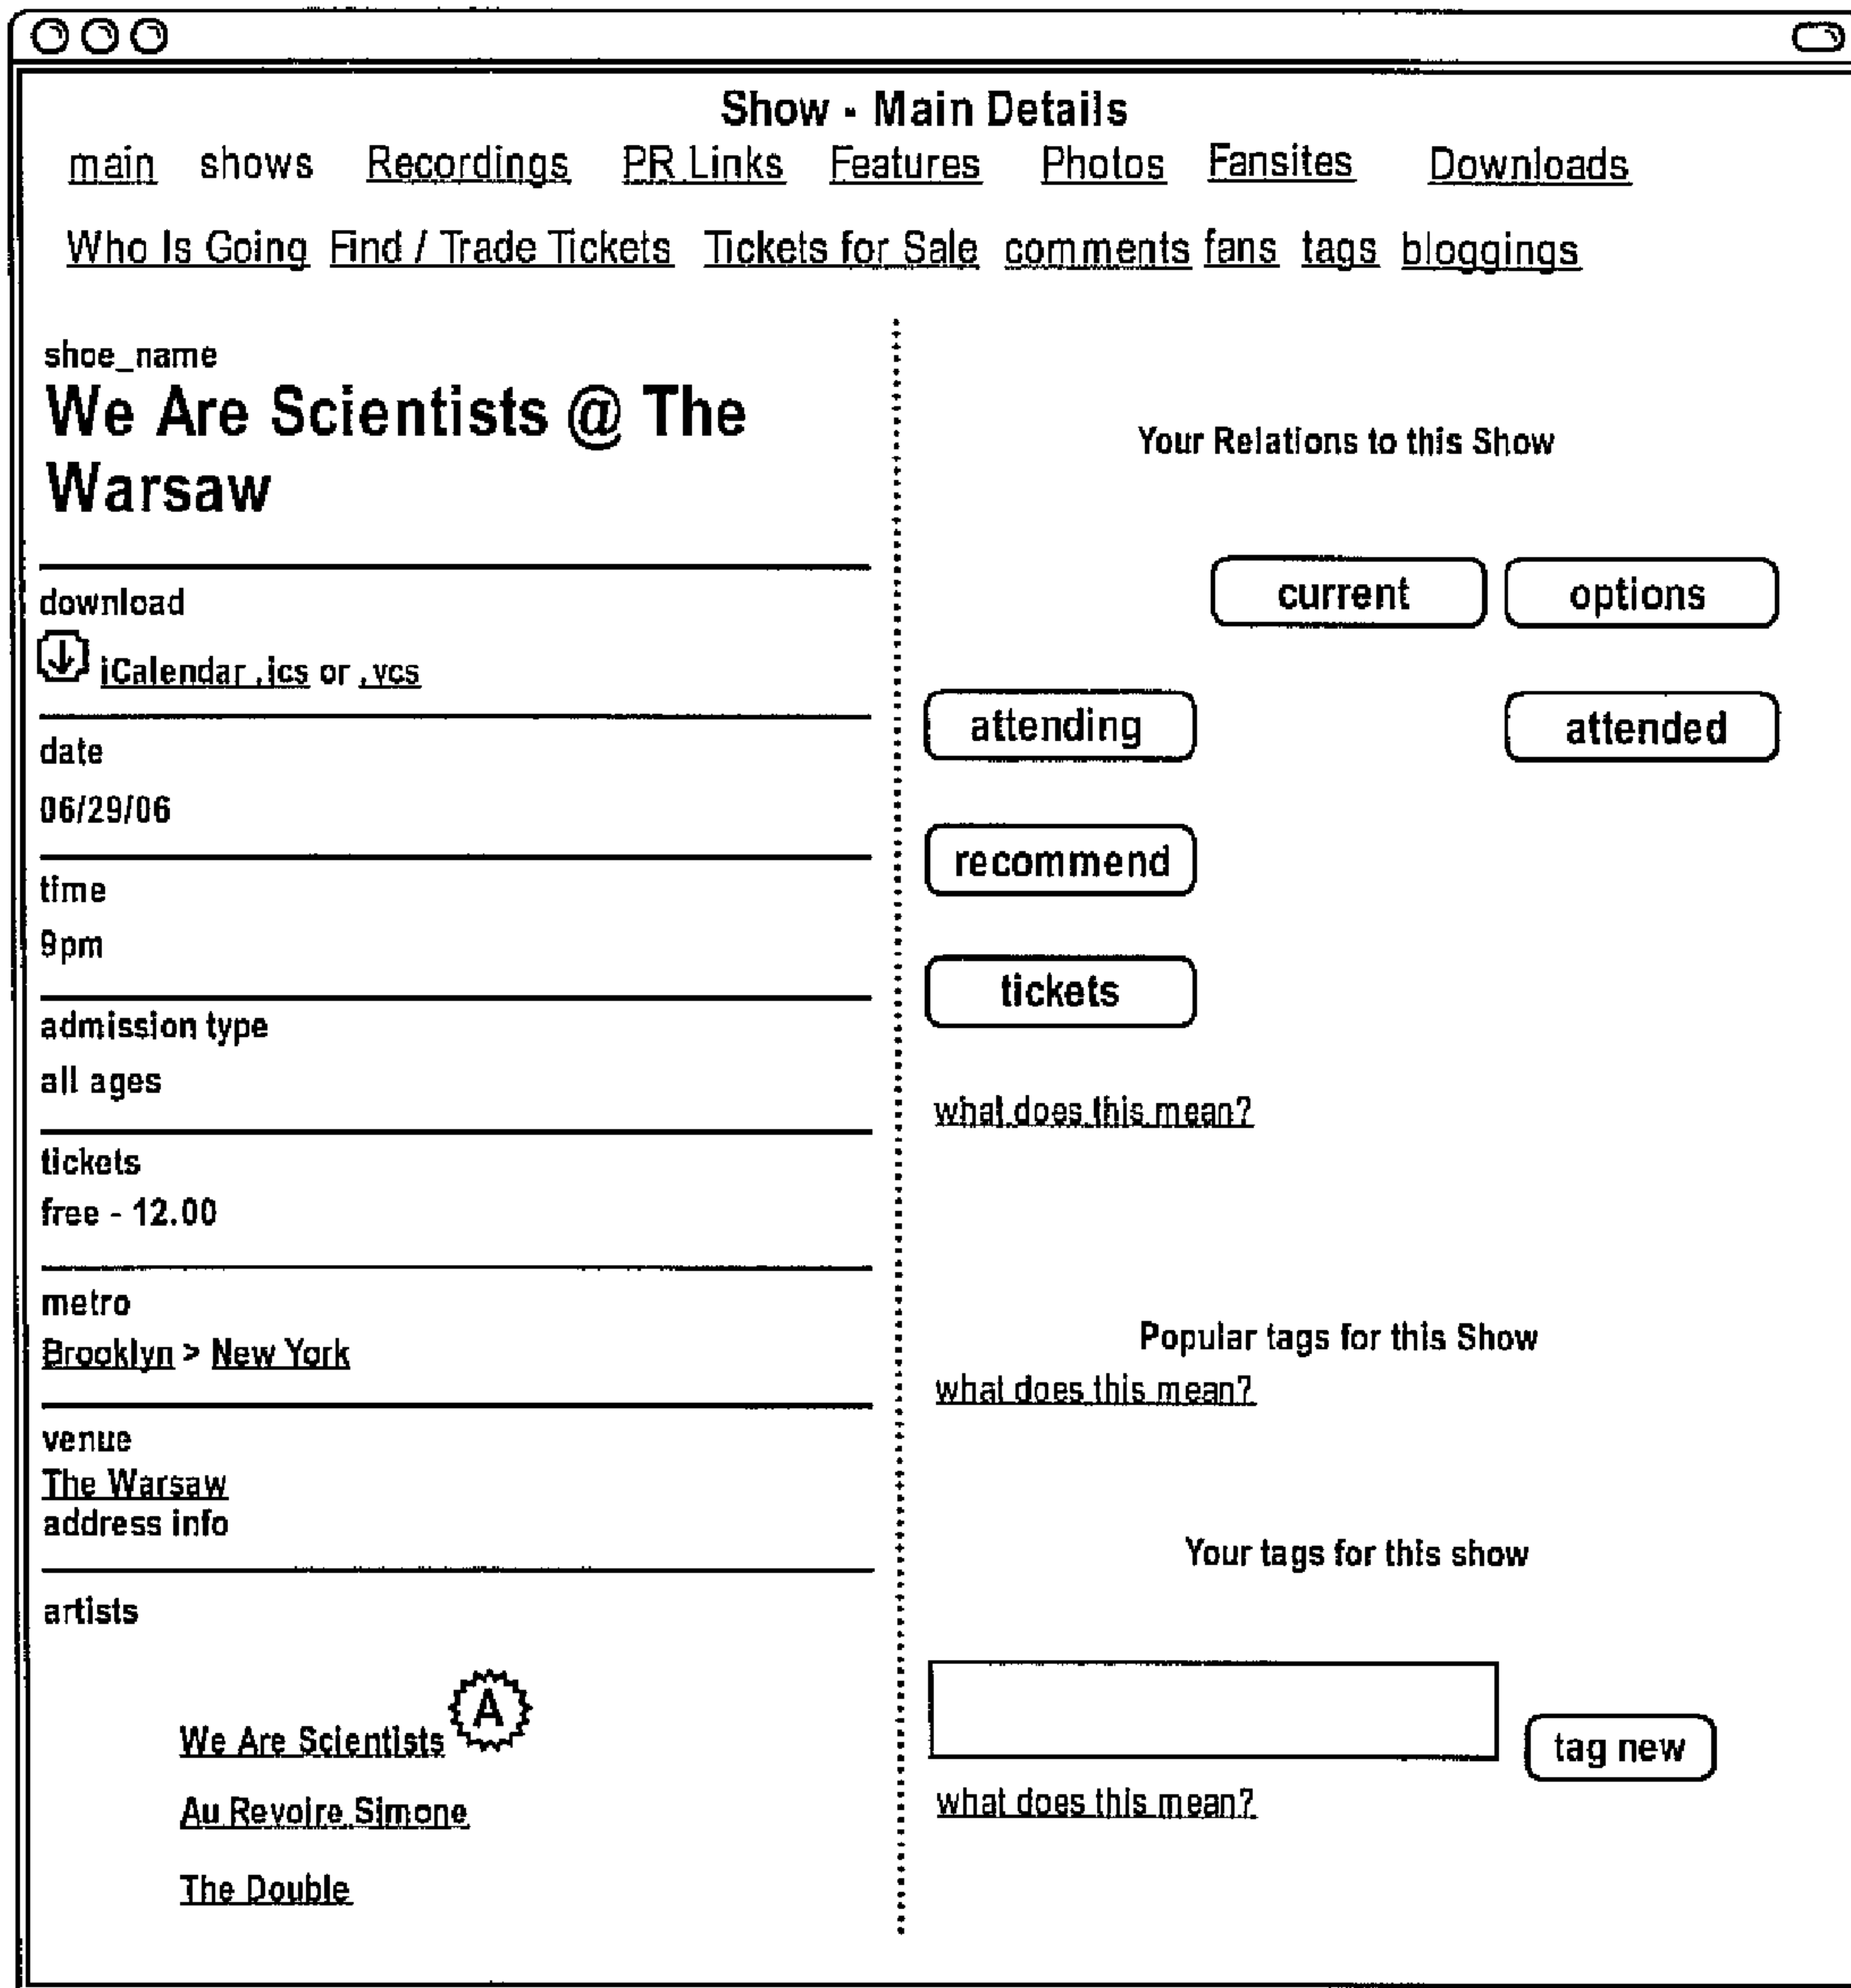 Show - Main Details
main shows Recordings PR Links Features Photos Fansites Downloads
Who Is Going Find / Trade Tickets Tickets for Sale comments fans tags bloggings
shoe_name
We Are Scientists @ The
Warsaw
download
iCalendar .ics or .vcs
date
06/29/06
time
9pm
admission type
all ages
tickets
free - 12.00
metro
Brooklyn > New York
venue
The Warsaw
address info
artists
We Are Scientists A
Au Revoire Simone
The Double
Your Relations to this Show
current options
attending attended
recommend
tickets
what does this mean?
Popular tags for this Show
what does this mean?
Your tags for this show
tag new
what does this mean?